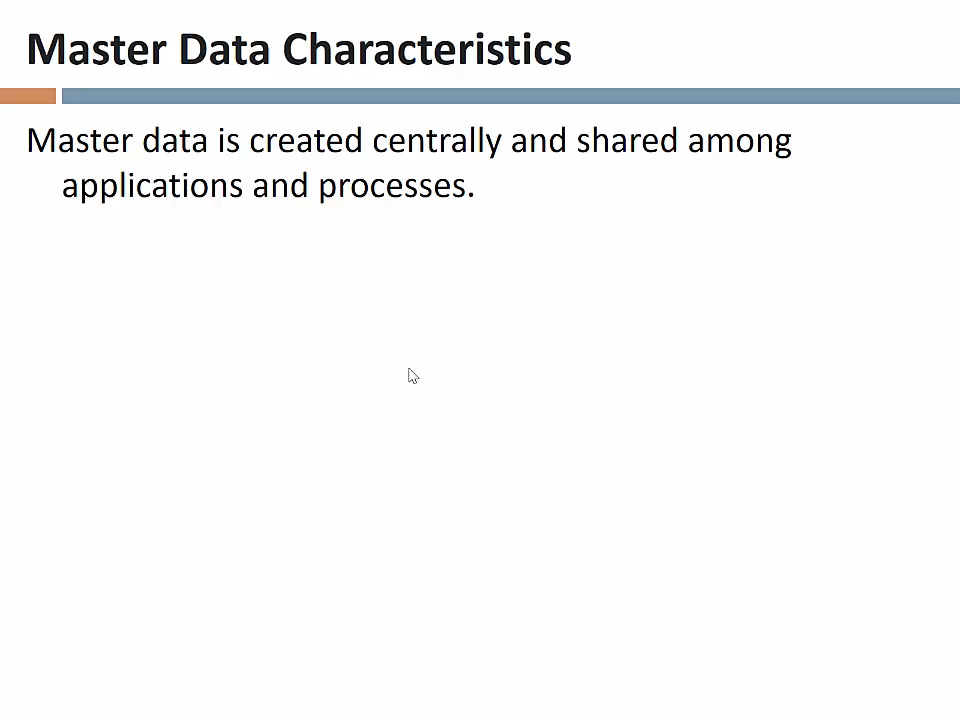 Master Data Characteristics
Master data is created centrally and shared among
applications and processes.